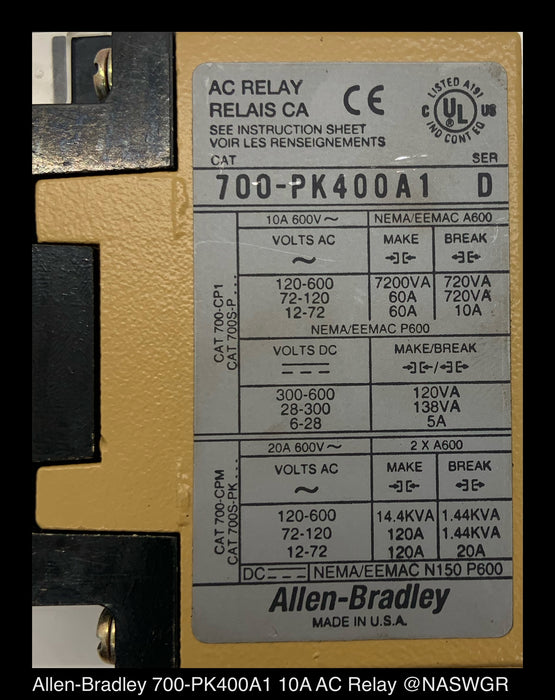 AC RELAY
RELAIS CA
CE
LISTED A191
C UL US
IND CONT EQ
SEE INSTRUCTION SHEET
VOIR LES RENSEIGNEMENTS
CAT SER
700-PK400A1 D
CAT 700-CP1
CAT 700S-P....
10A 600V~ NEMA/EEMAC A600
VOLTS AC MAKE BREAK
~
120-600 7200VA 720VA
72-120 60A 720VA
12-72 60A 10A
NEMA/EEMAC P600
VOLTS DC MAKE/BREAK
300-600 120VA
28-300 138VA
6-28 5A
CAT 700-CPM
CAT 700S-PK....
20A 600V~ 2 X A600
VOLTS AC MAKE BREAK
~
120-600 14.4KVA 1.44KVA
72-120 120A 1.44KVA
12-72 120A 20A
DC NEMA/EEMAC N150 P600
Allen-Bradley
MADE IN U.S.A.
Allen-Bradley 700-PK400A1 10A AC Relay @NASWGR